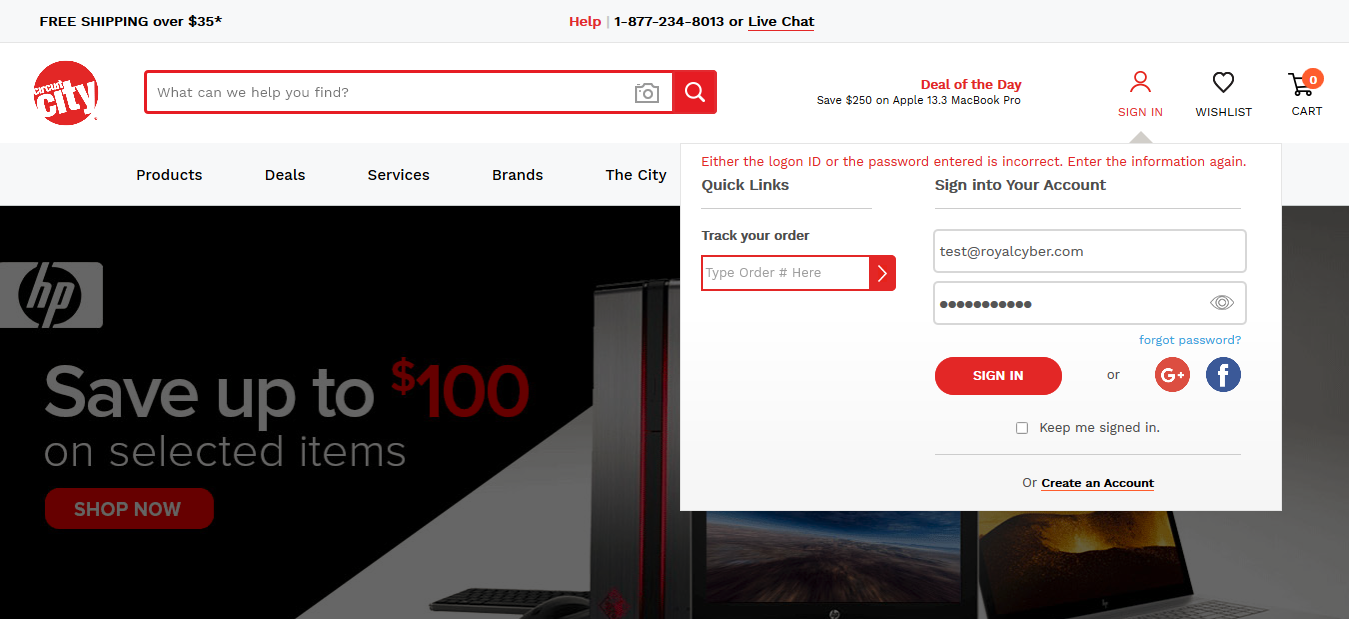 FREE SHIPPING over $35*
Help | 1-877-234-8013 or Live Chat
circuit city
What can we help you find?
Deal of the Day
Save $250 on Apple 13.3 MacBook Pro
SIGN IN
WISHLIST
0
CART
Products
Deals
Services
Brands
The City
Either the logon ID or the password entered is incorrect. Enter the information again.
Quick Links
Track your order
Type Order # Here
Sign into Your Account
test@royalcyber.com
●●●●●●●●●●●
forgot password?
SIGN IN
or
G+
f
Keep me signed in.
Or Create an Account
hp
Save up to $100
on selected items
SHOP NOW